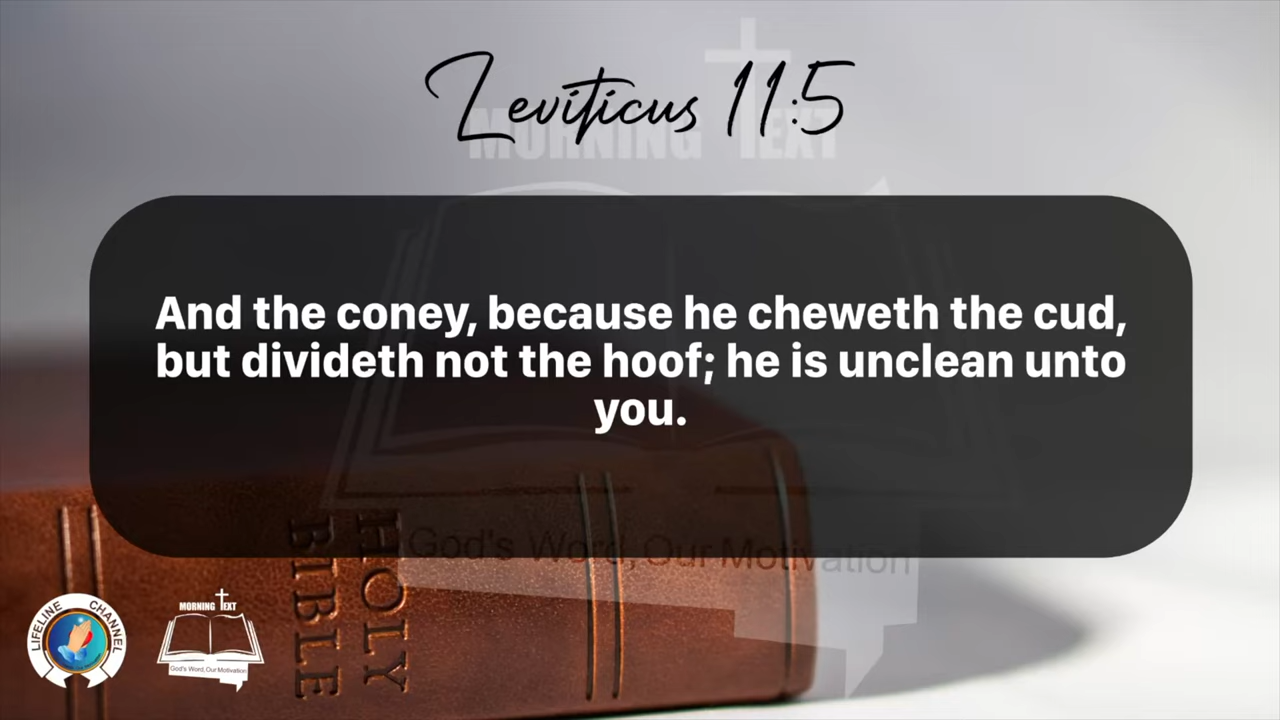 Leviticus 11:5
MORNING TEXT
And the coney, because he cheweth the cud,
but divideth not the hoof; he is unclean unto
you.
God's Word, Our Motivation
HOLY
BIBLE
LIFELINE CHANNEL
MORNING TEXT
God's Word, Our Motivation